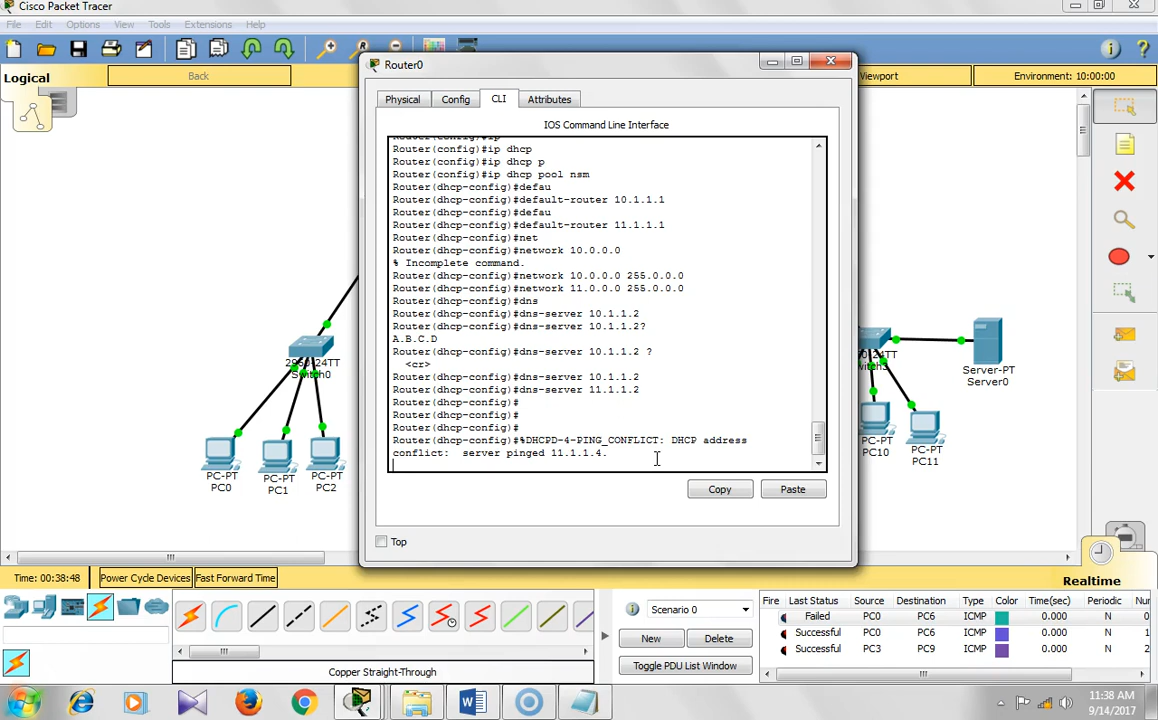 Cisco Packet Tracer
File Edit Options View Tools Extensions Help
Logical
Back
Viewport
Environment: 10:00:00
Router0
Physical Config CLI Attributes
IOS Command Line Interface
Router(config)#ip
Router(config)#ip dhcp
Router(config)#ip dhcp p
Router(config)#ip dhcp pool nsm
Router(dhcp-config)#defau
Router(dhcp-config)#default-router 10.1.1.1
Router(dhcp-config)#defau
Router(dhcp-config)#default-router 11.1.1.1
Router(dhcp-config)#net
Router(dhcp-config)#network 10.0.0.0
% Incomplete command.
Router(dhcp-config)#network 10.0.0.0 255.0.0.0
Router(dhcp-config)#network 11.0.0.0 255.0.0.0
Router(dhcp-config)#dns
Router(dhcp-config)#dns-server 10.1.1.2
Router(dhcp-config)#dns-server 10.1.1.2?
A.B.C.D
Router(dhcp-config)#dns-server 10.1.1.2 ?
<cr>
Router(dhcp-config)#dns-server 10.1.1.2
Router(dhcp-config)#dns-server 11.1.1.2
Router(dhcp-config)#
Router(dhcp-config)#
Router(dhcp-config)#
Router(dhcp-config)#%DHCPD-4-PING_CONFLICT: DHCP address
conflict:  server pinged 11.1.1.4.
Copy Paste
Top
2960-24TT
Switch0
PC-PT
PC0
PC-PT
PC1
PC-PT
PC2
24TT
Server-PT
Server0
PC-PT
PC10
PC-PT
PC11
Time: 00:38:48 Power Cycle Devices Fast Forward Time
Realtime
Scenario 0
New Delete
Toggle PDU List Window
Copper Straight-Through
Fire Last Status Source Destination Type Color Time(sec) Periodic Nur
Failed PC0 PC6 ICMP 0.000 N 0
Successful PC0 PC6 ICMP 0.000 N 1
Successful PC3 PC9 ICMP 0.000 N 2
11:38 AM
9/14/2017